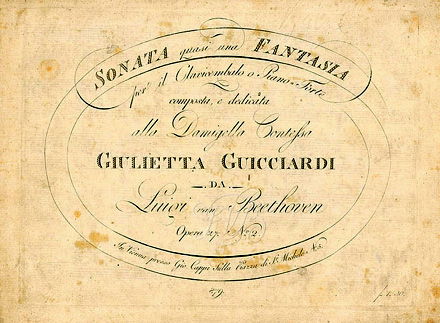 SONATA quasi una FANTASIA
per il Clavicembalo o Piano-Forte
composta, e dedicata
alla Damigella Contessa
GIULIETTA GUICCIARDI
DA
Luigi van Beethoven
Opera 27. No. 2.
In Vienna presso Gio. Cappi Sulla Piazza di St. Michele No. 5.
879